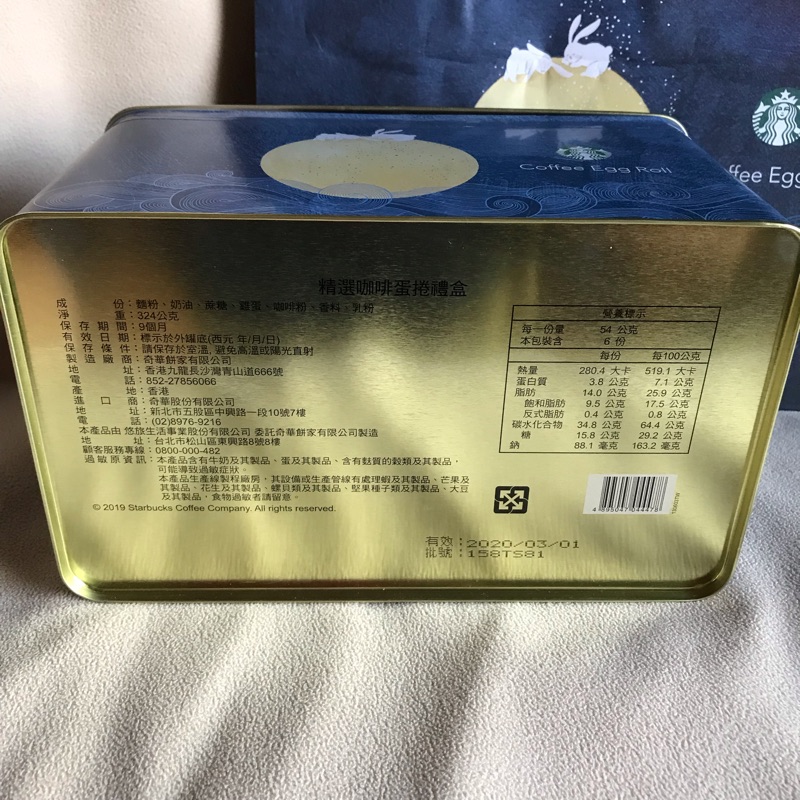 Coffee Egg Roll
ffee Egg
精選咖啡蛋捲禮盒
成份：麵粉、奶油、蔗糖、雞蛋、咖啡粉、香料、乳粉
淨重：324公克
保存期間：9個月
有效日期：標示於外罐底(西元 年/月/日)
保存條件：請保存於室溫, 避免高溫或陽光直射
製造廠商：奇華餅家有限公司
地址：香港九龍長沙灣青山道666號
電話：852-27856066
產地：香港
進口商：奇華股份有限公司
地址：新北市五股區中興路一段10號7樓
電話：(02)8976-9216
本產品由 悠旅生活事業股份有限公司 委託奇華餅家有限公司製造
地址：台北市松山區東興路8號8樓
顧客服務專線：0800-000-482
過敏原資訊：本產品含有牛奶及其製品、蛋及其製品、含有麩質的穀類及其製品，
可能導致過敏症狀。
本產品生產線製程廠房，其設備或生產管線有處理蝦及其製品、芒果及
其製品、花生及其製品、螺貝類及其製品、堅果種子類及其製品、大豆
及其製品，食物過敏者請留意。
© 2019 Starbucks Coffee Company. All rights reserved.
營養標示
每一份量 54 公克
本包裝含 6 份
每份 每100公克
熱量 280.4 大卡 519.1 大卡
蛋白質 3.8 公克 7.1 公克
脂肪 14.0 公克 25.9 公克
飽和脂肪 9.5 公克 17.5 公克
反式脂肪 0.4 公克 0.8 公克
碳水化合物 34.8 公克 64.4 公克
糖 15.8 公克 29.2 公克
鈉 88.1 毫克 163.2 毫克
4 895047 044478
有效：2020/03/01
批號：158TS81